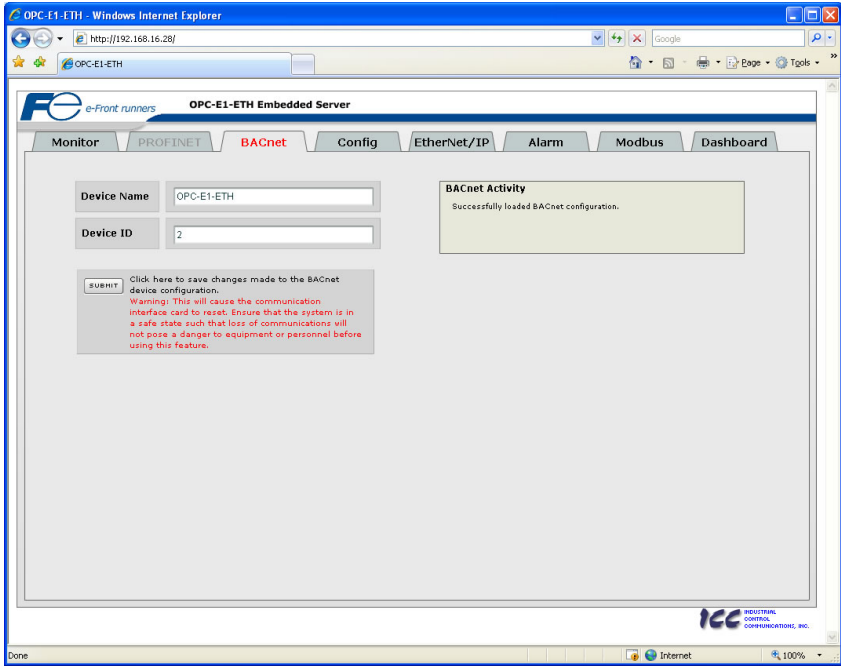 OPC-E1-ETH - Windows Internet Explorer
http://192.168.16.28/
Google
OPC-E1-ETH
Page
Tools
»
Fe e-Front runners
OPC-E1-ETH Embedded Server
Monitor
PROFINET
BACnet
Config
EtherNet/IP
Alarm
Modbus
Dashboard
Device Name
OPC-E1-ETH
Device ID
2
BACnet Activity
Successfully loaded BACnet configuration.
SUBMIT
Click here to save changes made to the BACnet
device configuration.
Warning: This will cause the communication
interface card to reset. Ensure that the system is in
a safe state such that loss of communications will
not pose a danger to equipment or personnel before
using this feature.
ICC
INDUSTRIAL
CONTROL
COMMUNICATIONS, INC.
Done
Internet
100%